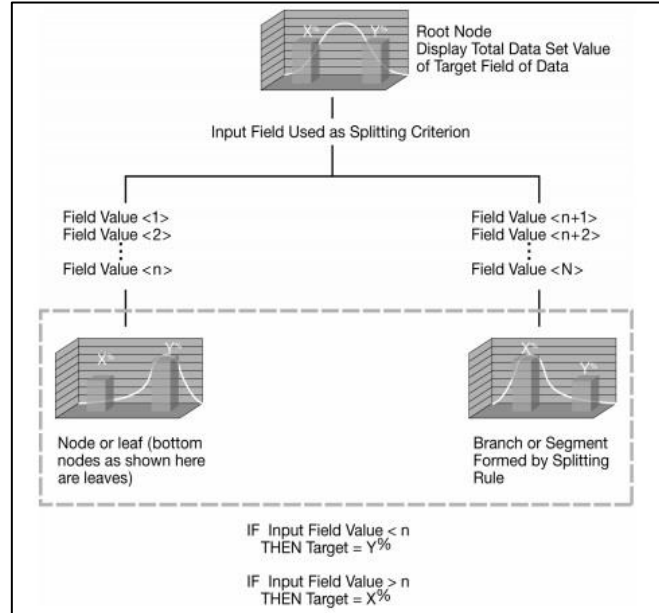 X%
Y%
Root Node
Display Total Data Set Value
of Target Field of Data
Input Field Used as Splitting Criterion
Field Value <1>
Field Value <2>
Field Value <n>
Field Value <n+1>
Field Value <n+2>
Field Value <N>
X%
Y%
Node or leaf (bottom
nodes as shown here
are leaves)
X%
Y%
Branch or Segment
Formed by Splitting
Rule
IF Input Field Value < n
THEN Target = Y%
IF Input Field Value > n
THEN Target = X%